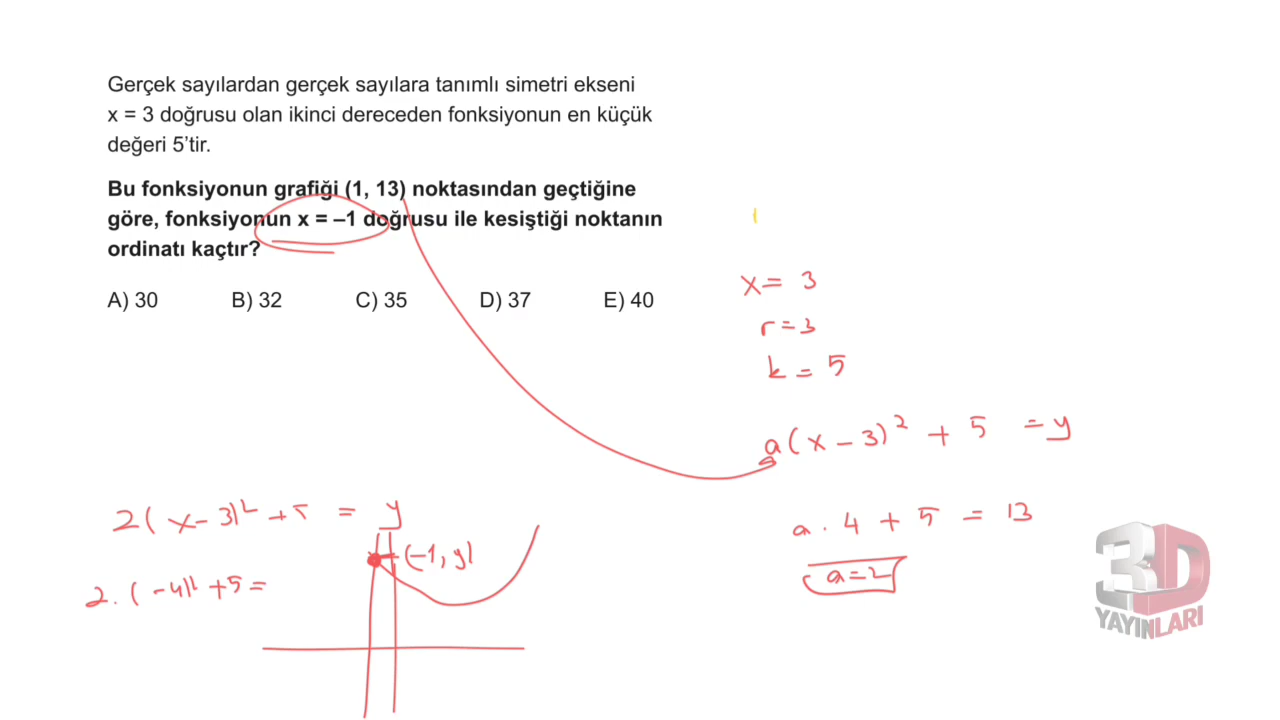 Gerçek sayılardan gerçek sayılara tanımlı simetri ekseni
x = 3 doğrusu olan ikinci dereceden fonksiyonun en küçük
değeri 5'tir.
Bu fonksiyonun grafiği (1, 13) noktasından geçtiğine
göre, fonksiyonun x = –1 doğrusu ile kesiştiği noktanın
ordinatı kaçtır?
A) 30 B) 32 C) 35 D) 37 E) 40
x = 3
r = 3
k = 5
a(x – 3)² + 5 = y
a . 4 + 5 = 13
a = 2
2(x – 3)² + 5 = y
(–1, y)
2. (–4)² + 5 =
3D
YAYINLARI